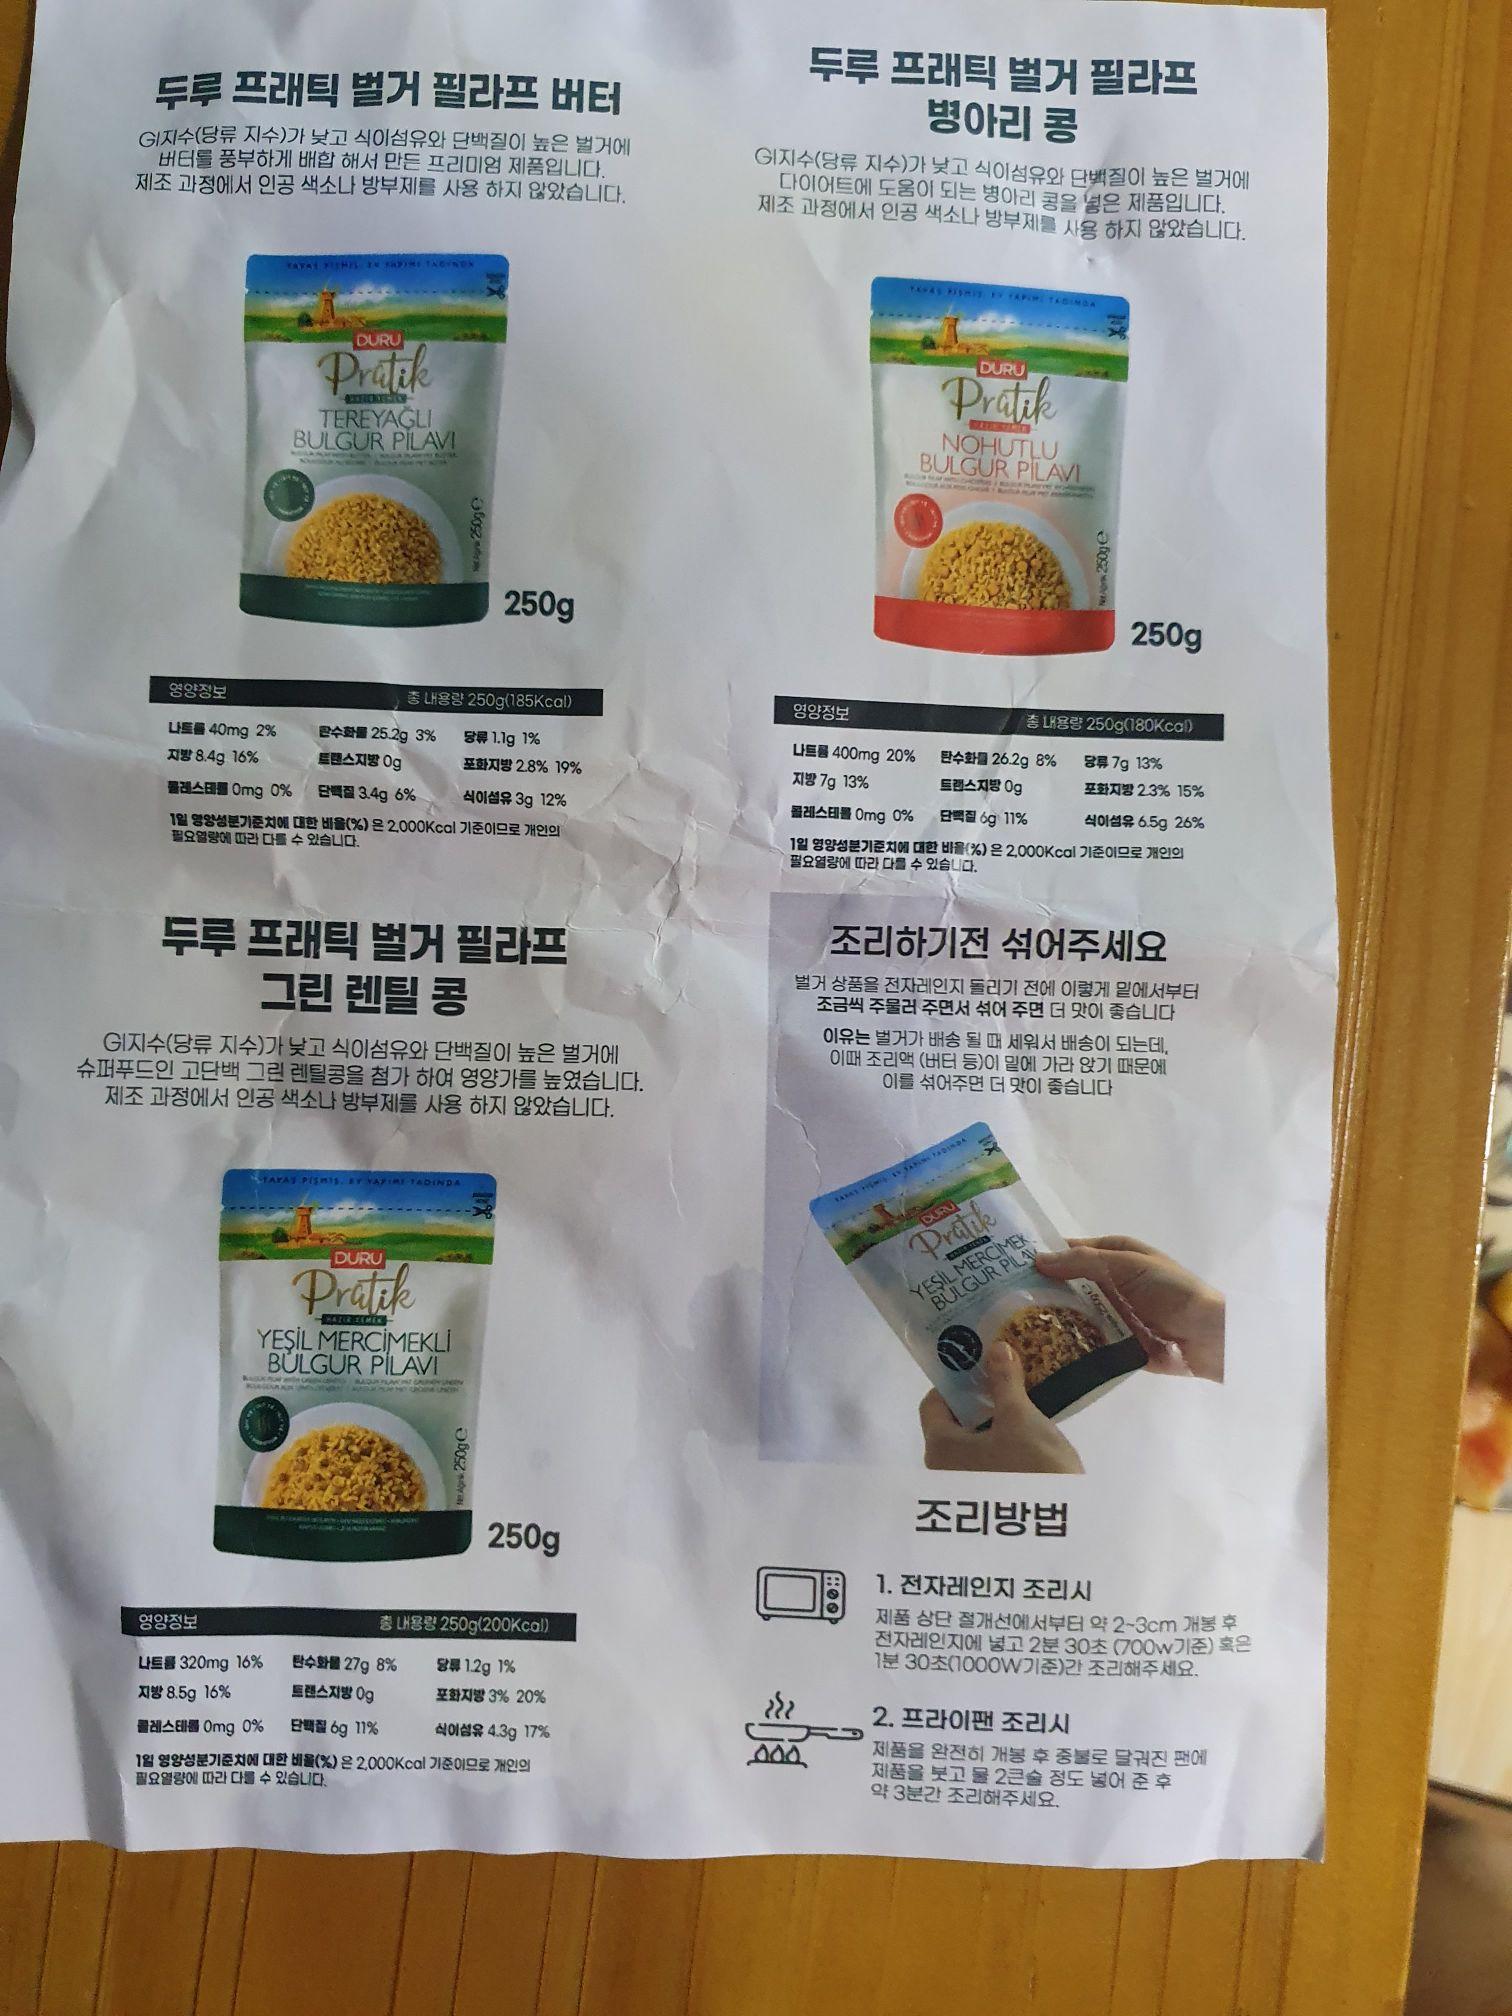 두루 프래틱 벌거 필라프 버터
GI지수(당류 지수)가 낮고 식이섬유와 단백질이 높은 벌거에
버터를 풍부하게 배합 해서 만든 프리미엄 제품입니다.
제조 과정에서 인공 색소나 방부제를 사용 하지 않았습니다.
YAVAŞ PİŞMİŞ, EV YAPIMI TADINDA
DURU
Pratik
HAZIR YEMEK
TEREYAĞLI
BULGUR PİLAVI
250g e
250g
영양정보
총 내용량 250g(185Kcal)
나트륨 40mg 2% 탄수화물 25.2g 3% 당류 1.1g 1%
지방 8.4g 16% 트랜스지방 0g 포화지방 2.8% 19%
콜레스테롤 0mg 0% 단백질 3.4g 6% 식이섬유 3g 12%
1일 영양성분기준치에 대한 비율(%) 은 2,000Kcal 기준이므로 개인의
필요열량에 따라 다를 수 있습니다.
두루 프래틱 벌거 필라프
병아리 콩
GI지수(당류 지수)가 낮고 식이섬유와 단백질이 높은 벌거에
다이어트에 도움이 되는 병아리 콩을 넣은 제품입니다.
제조 과정에서 인공 색소나 방부제를 사용 하지 않았습니다.
YAVAŞ PİŞMİŞ, EV YAPIMI TADINDA
DURU
Pratik
HAZIR YEMEK
NOHUTLU
BULGUR PİLAVI
250g e
250g
영양정보
총 내용량 250g(180Kcal)
나트륨 400mg 20% 탄수화물 26.2g 8% 당류 7g 13%
지방 7g 13% 트랜스지방 0g 포화지방 2.3% 15%
콜레스테롤 0mg 0% 단백질 6g 11% 식이섬유 6.5g 26%
1일 영양성분기준치에 대한 비율(%) 은 2,000Kcal 기준이므로 개인의
필요열량에 따라 다를 수 있습니다.
두루 프래틱 벌거 필라프
그린 렌틸 콩
GI지수(당류 지수)가 낮고 식이섬유와 단백질이 높은 벌거에
슈퍼푸드인 고단백 그린 렌틸콩을 첨가 하여 영양가를 높였습니다.
제조 과정에서 인공 색소나 방부제를 사용 하지 않았습니다.
YAVAŞ PİŞMİŞ, EV YAPIMI TADINDA
DURU
Pratik
HAZIR YEMEK
YEŞİL MERCİMEKLİ
BULGUR PİLAVI
250g e
250g
영양정보
총 내용량 250g(200Kcal)
나트륨 320mg 16% 탄수화물 27g 8% 당류 1.2g 1%
지방 8.5g 16% 트랜스지방 0g 포화지방 3% 20%
콜레스테롤 0mg 0% 단백질 6g 11% 식이섬유 4.3g 17%
1일 영양성분기준치에 대한 비율(%) 은 2,000Kcal 기준이므로 개인의
필요열량에 따라 다를 수 있습니다.
조리하기전 섞어주세요
벌거 상품을 전자레인지 돌리기 전에 이렇게 밑에서부터
조금씩 주물러 주면서 섞어 주면 더 맛이 좋습니다
이유는 벌거가 배송 될 때 세워서 배송이 되는데,
이때 조리액 (버터 등)이 밑에 가라 앉기 때문에
이를 섞어주면 더 맛이 좋습니다
YAVAŞ PİŞMİŞ, EV YAPIMI TADINDA
DURU
Pratik
YEŞİL MERCİMEK
BULGUR PİLAV
조리방법
1. 전자레인지 조리시
제품 상단 절개선에서부터 약 2~3cm 개봉 후
전자레인지에 넣고 2분 30초 (700w기준) 혹은
1분 30초(1000W기준)간 조리해주세요.
2. 프라이팬 조리시
제품을 완전히 개봉 후 중불로 달궈진 팬에
제품을 붓고 물 2큰술 정도 넣어 준 후
약 3분간 조리해주세요.